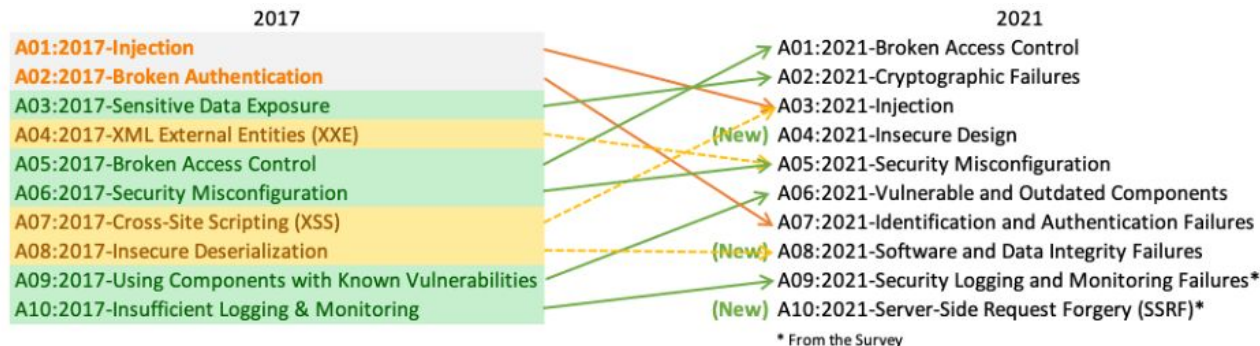 2017
2021
A01:2017-Injection
A02:2017-Broken Authentication
A03:2017-Sensitive Data Exposure
A04:2017-XML External Entities (XXE)
A05:2017-Broken Access Control
A06:2017-Security Misconfiguration
A07:2017-Cross-Site Scripting (XSS)
A08:2017-Insecure Deserialization
A09:2017-Using Components with Known Vulnerabilities
A10:2017-Insufficient Logging & Monitoring
A01:2021-Broken Access Control
A02:2021-Cryptographic Failures
A03:2021-Injection
(New) A04:2021-Insecure Design
A05:2021-Security Misconfiguration
A06:2021-Vulnerable and Outdated Components
A07:2021-Identification and Authentication Failures
(New) A08:2021-Software and Data Integrity Failures
A09:2021-Security Logging and Monitoring Failures*
(New) A10:2021-Server-Side Request Forgery (SSRF)*
* From the Survey